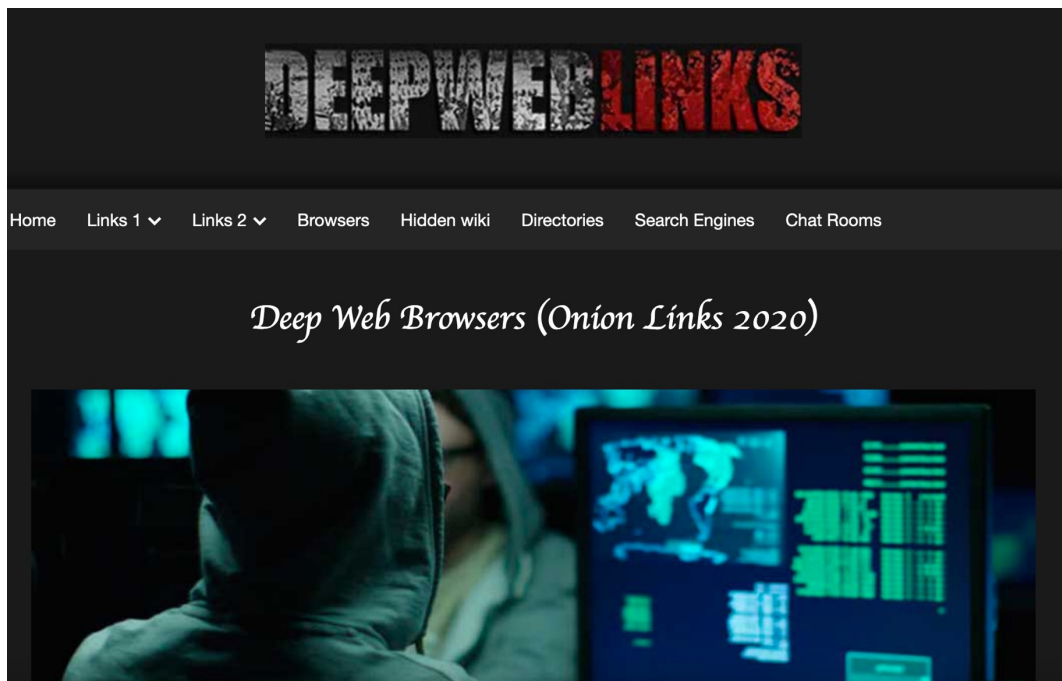 DEEPWEBLINKS
Home Links 1 Links 2 Browsers Hidden wiki Directories Search Engines Chat Rooms
Deep Web Browsers (Onion Links 2020)